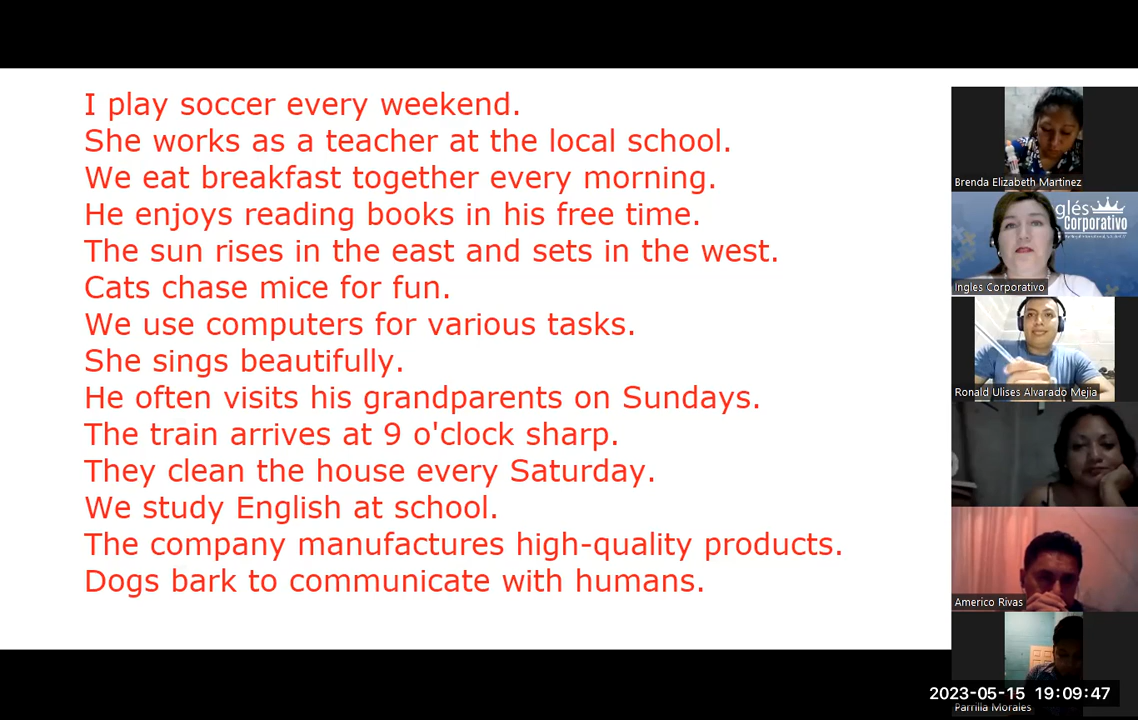 I play soccer every weekend.
She works as a teacher at the local school.
We eat breakfast together every morning.
He enjoys reading books in his free time.
The sun rises in the east and sets in the west.
Cats chase mice for fun.
We use computers for various tasks.
She sings beautifully.
He often visits his grandparents on Sundays.
The train arrives at 9 o'clock sharp.
They clean the house every Saturday.
We study English at school.
The company manufactures high-quality products.
Dogs bark to communicate with humans.
Brenda Elizabeth Martinez
glés
Corporativo
Ingles Corporativo
Ronald Ulises Alvarado Mejia
Americo Rivas
2023-05-15 19:09:47
Parrilla Morales